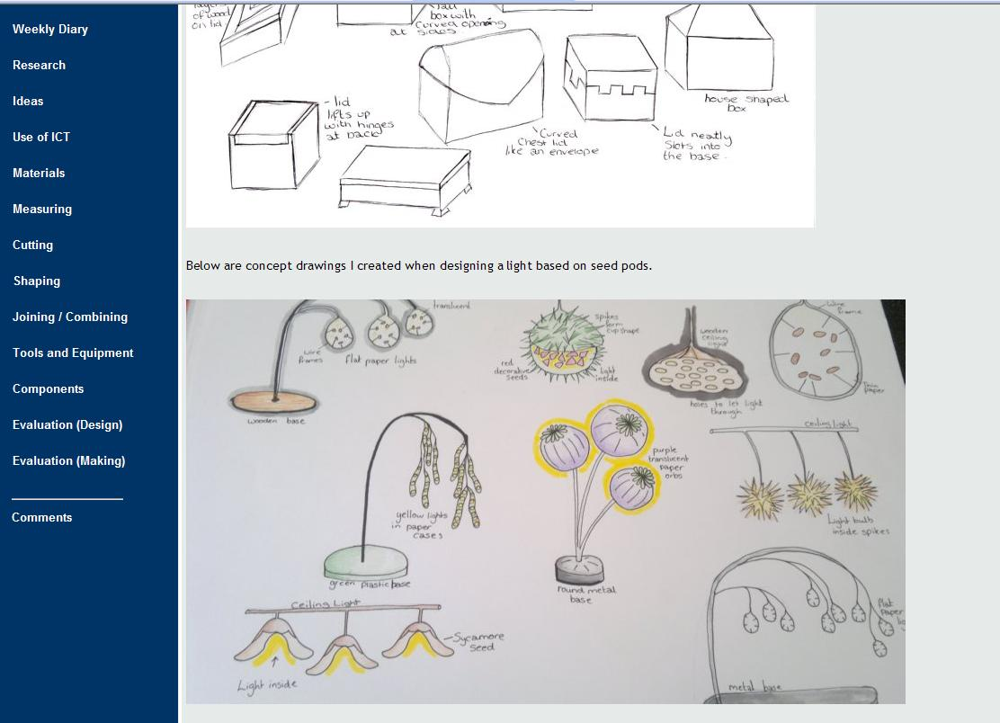 Weekly Diary
Research
Ideas
Use of ICT
Materials
Measuring
Cutting
Shaping
Joining / Combining
Tools and Equipment
Components
Evaluation (Design)
Evaluation (Making)
Comments
of wood
on lid
box with
curved opening
at sides
- lid
lifts up
with hinges
at back
Curved
Chest lid
like an envelope
Lid neatly
Slots into
the base.
house shaped
box
Below are concept drawings I created when designing a light based on seed pods.
translucent
wire
frames
flat paper lights
wooden base
spikes
form
cup shape
red
decorative
seeds
light
inside
wooden
ceiling
light
holes to let light
through
wire
frame
Thin
paper
yellow lights
in paper
cases
green plastic base
purple
translucent
paper
orbs
round metal
base
ceiling light
Light bulb
inside spikes
Ceiling Light
Sycamore
Seed
Light inside
flat
paper
metal base